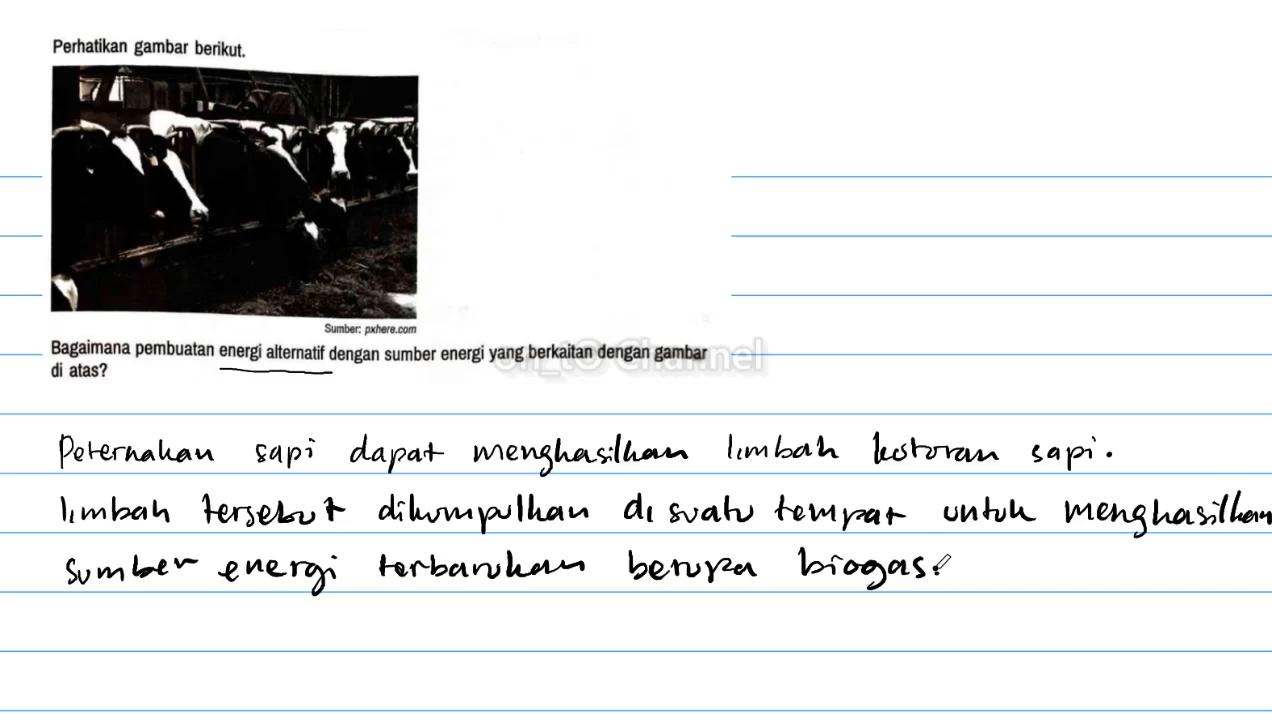 Perhatikan gambar berikut.
Sumber: pxhere.com
Bagaimana pembuatan energi alternatif dengan sumber energi yang berkaitan dengan gambar
di atas?
on_tO Channel
Peternakan sapi dapat menghasilkan limbah kotoran sapi.
limbah tersebut dikumpulkan di suatu tempat untuk menghasilkan
sumber energi terbarukan berupa biogas.